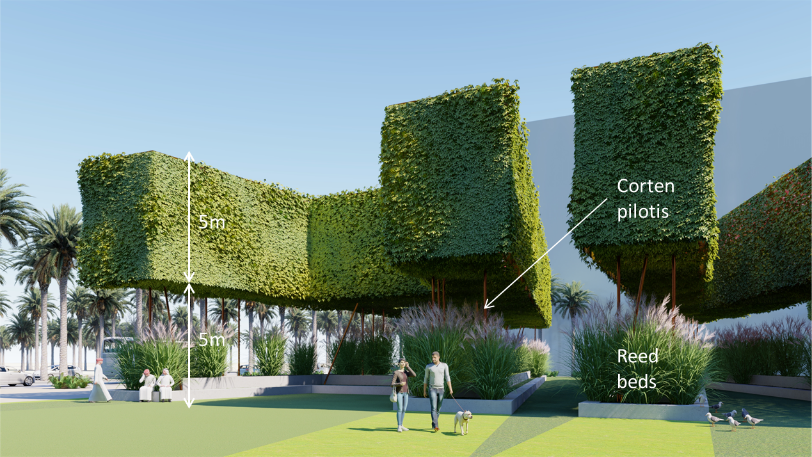 5m
Corten
pilotis
5m
Reed
beds